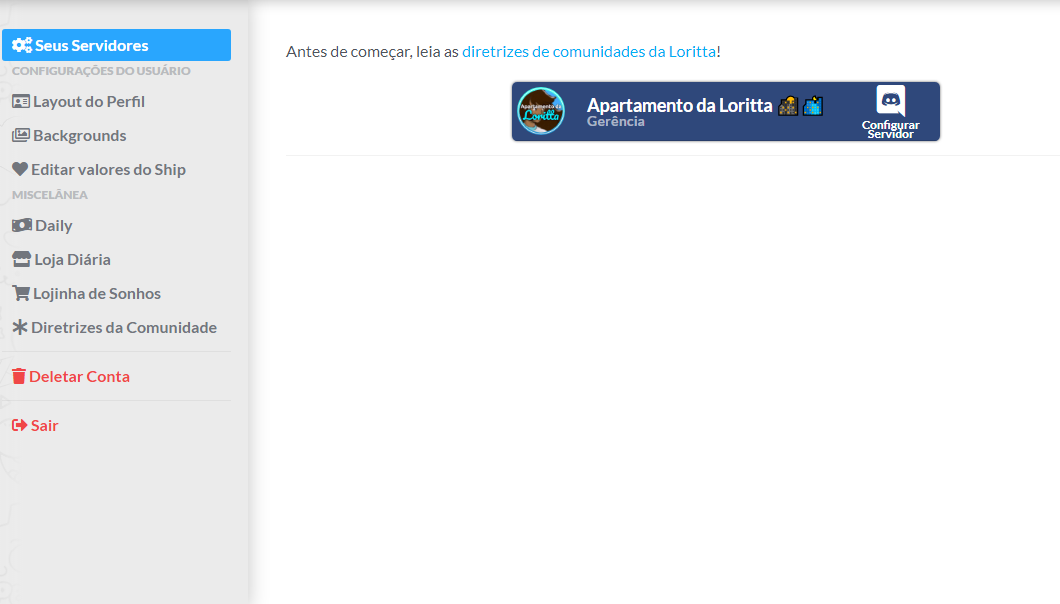 Seus Servidores
CONFIGURAÇÕES DO USUÁRIO
Layout do Perfil
Backgrounds
Editar valores do Ship
MISCELÂNEA
Daily
Loja Diária
Lojinha de Sonhos
Diretrizes da Comunidade
Deletar Conta
Sair
Antes de começar, leia as diretrizes de comunidades da Loritta!
Apartamento da
Loritta
Apartamento da Loritta
Gerência
Configurar
Servidor